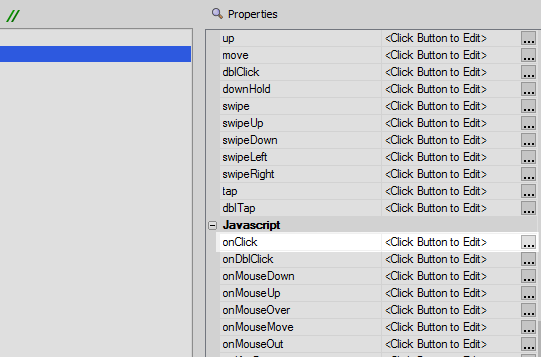 //
Properties
up <Click Button to Edit> ...
move <Click Button to Edit> ...
dblClick <Click Button to Edit> ...
downHold <Click Button to Edit> ...
swipe <Click Button to Edit> ...
swipeUp <Click Button to Edit> ...
swipeDown <Click Button to Edit> ...
swipeLeft <Click Button to Edit> ...
swipeRight <Click Button to Edit> ...
tap <Click Button to Edit> ...
dblTap <Click Button to Edit> ...
Javascript
onClick <Click Button to Edit> ...
onDblClick <Click Button to Edit> ...
onMouseDown <Click Button to Edit> ...
onMouseUp <Click Button to Edit> ...
onMouseOver <Click Button to Edit> ...
onMouseMove <Click Button to Edit> ...
onMouseOut <Click Button to Edit> ...